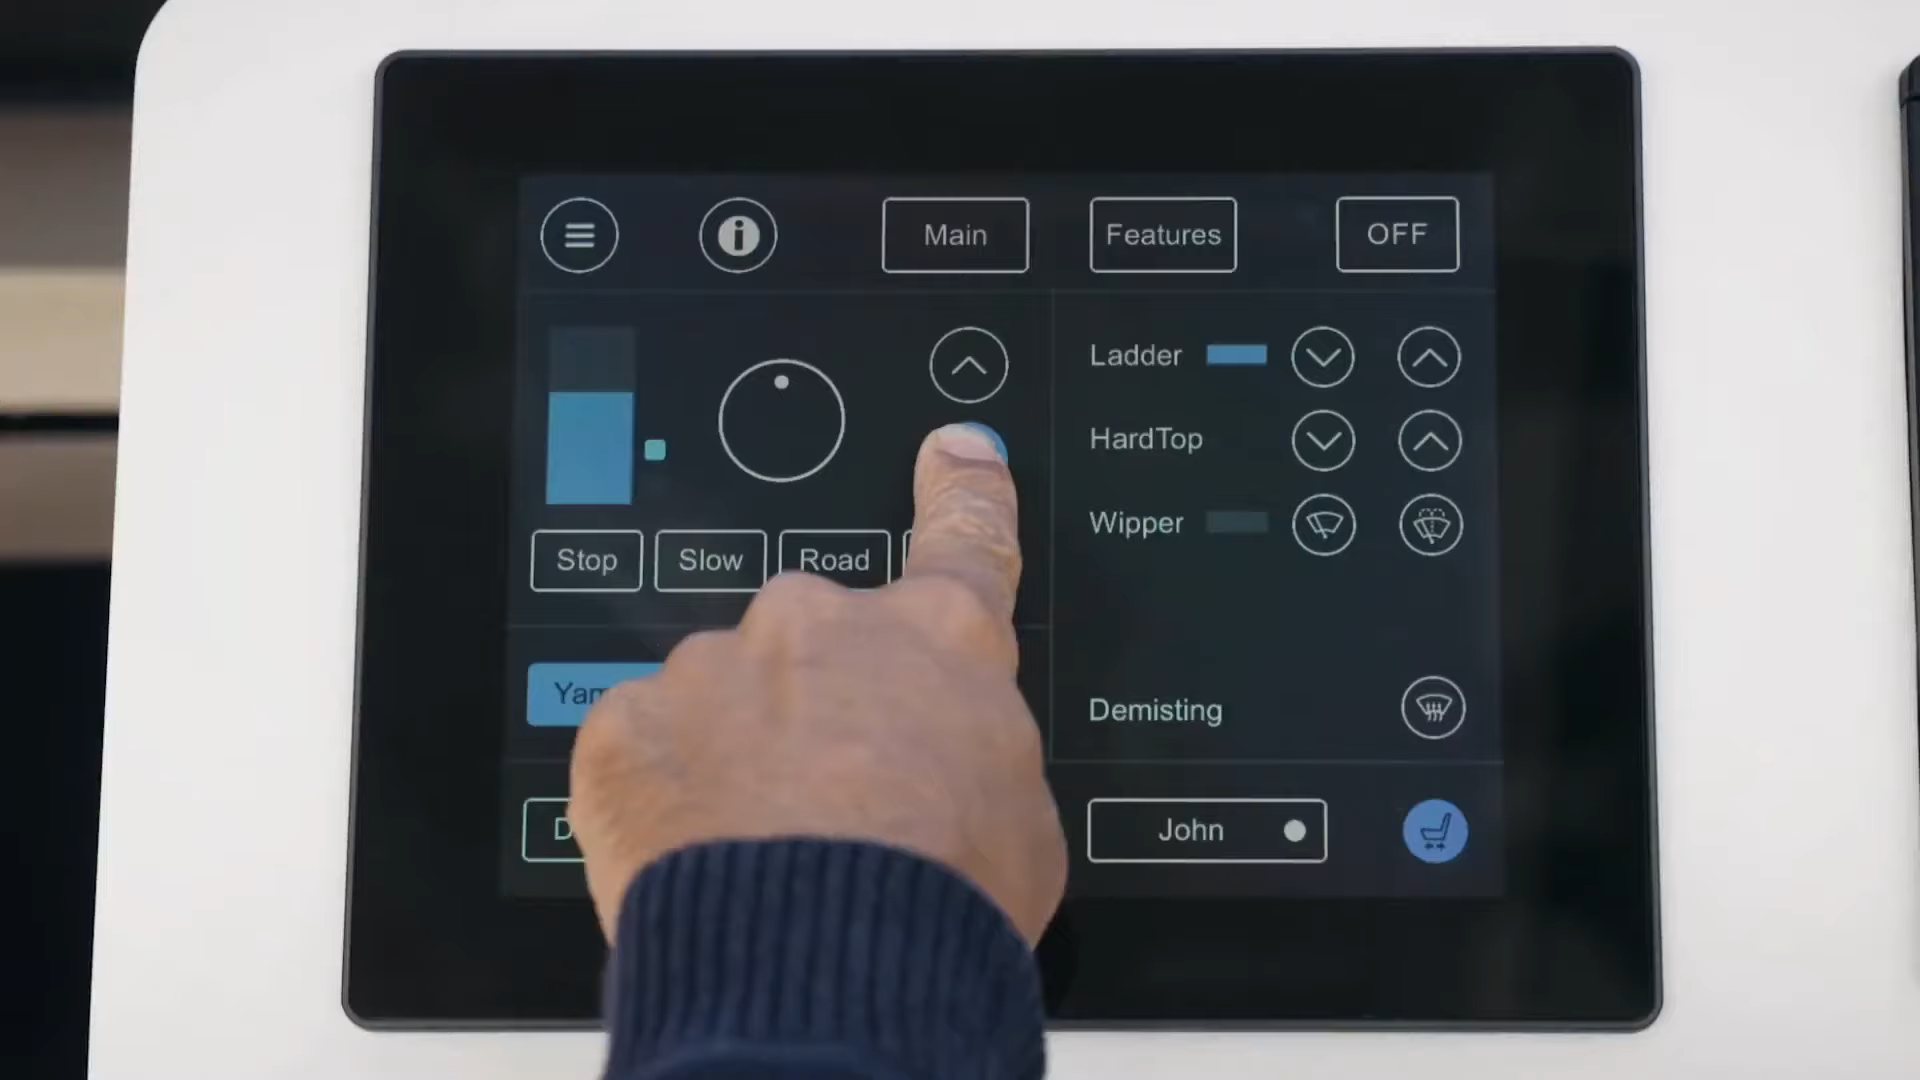 Main
Features
OFF
Ladder
HardTop
Wipper
Stop
Slow
Road
Demisting
John